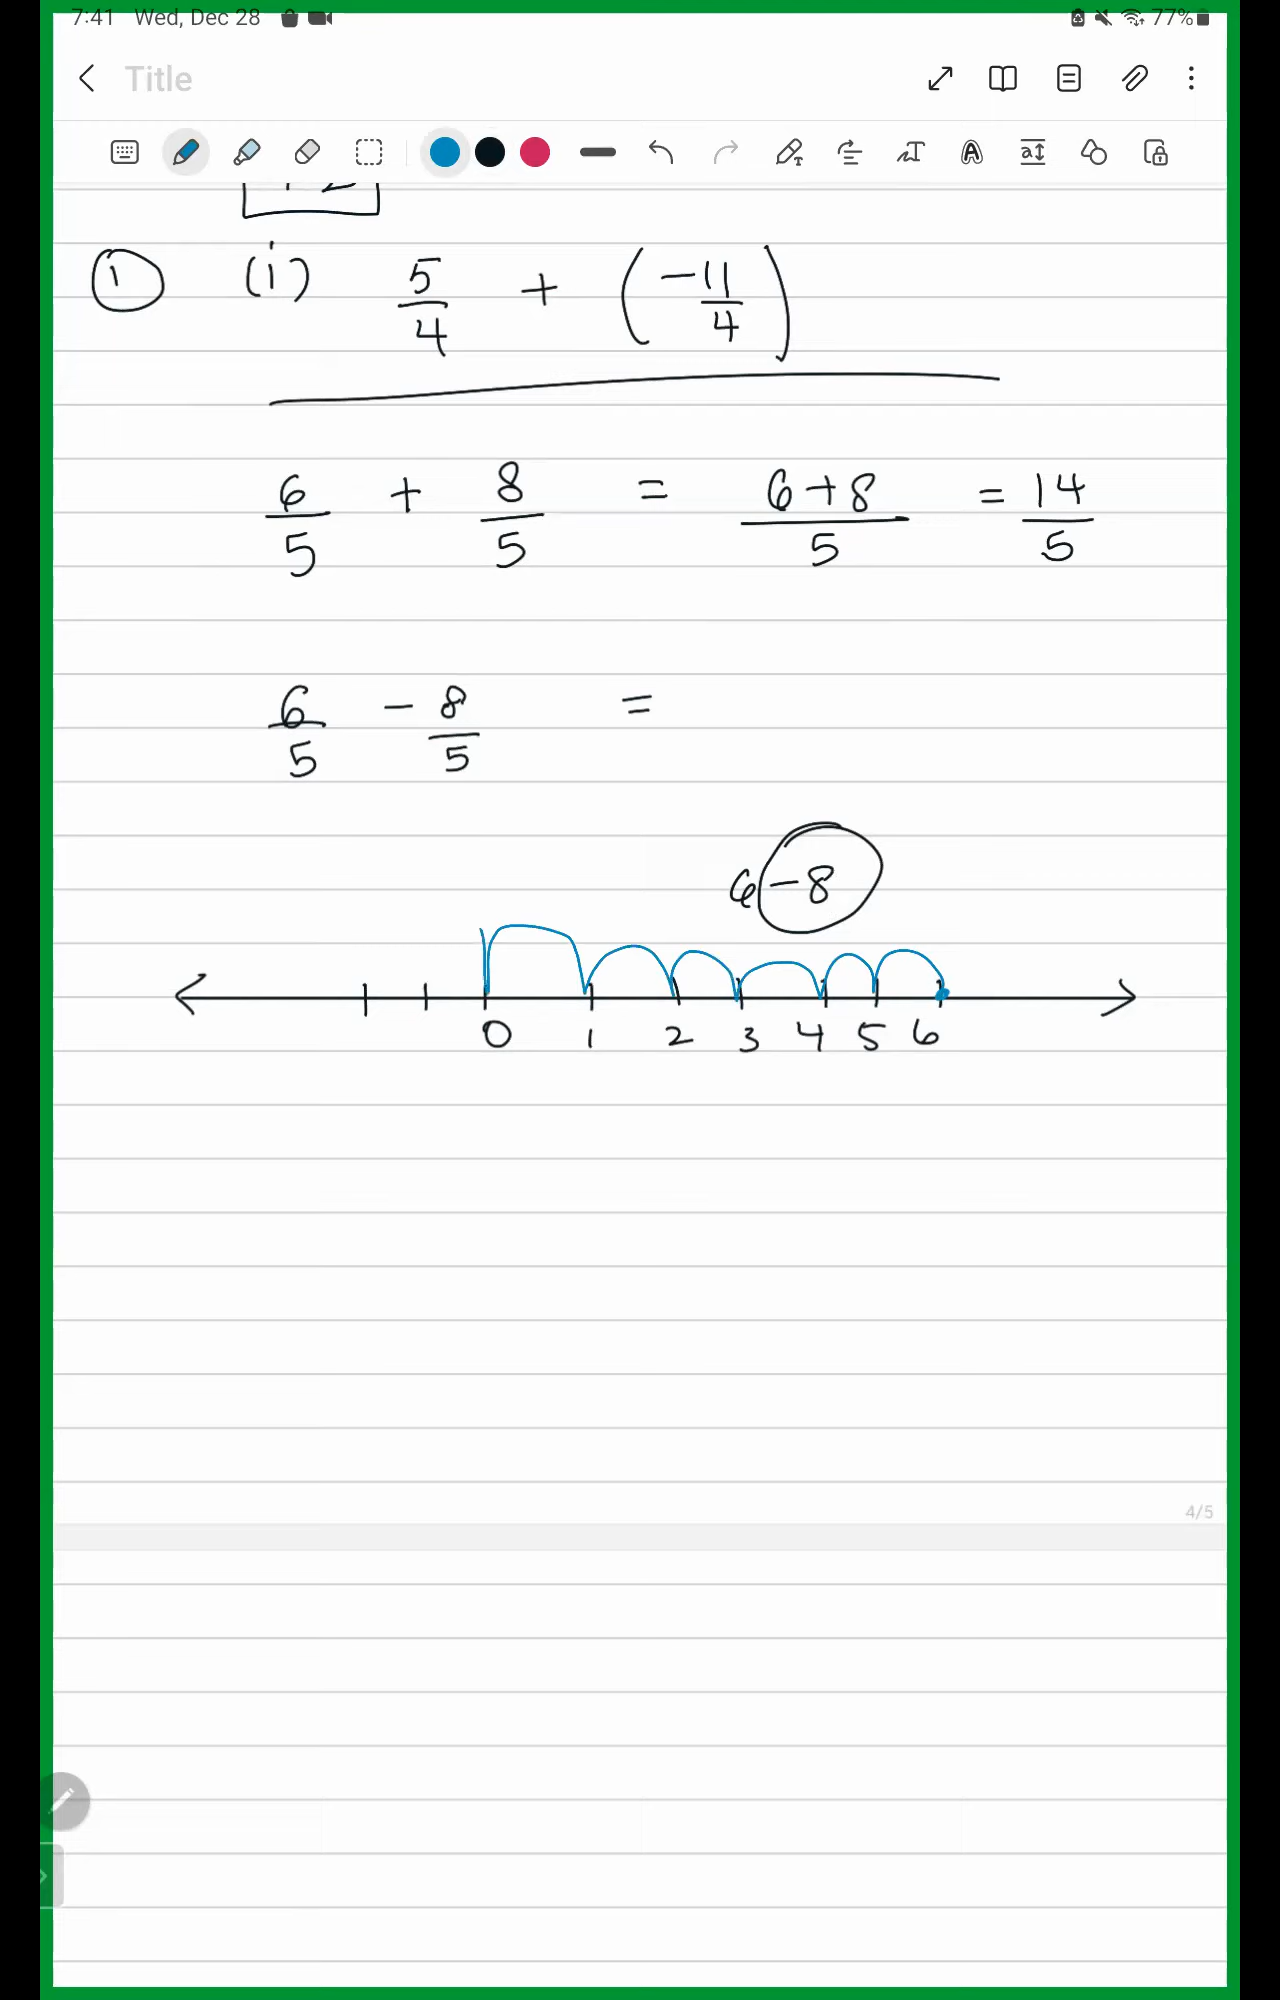 7:41 Wed, Dec 28 77%
Title
① (i) 5/4 + (-11/4)
6/5 + 8/5 = 6+8/5 = 14/5
6/5 - 8/5 =
6 -8
0 1 2 3 4 5 6
4/5